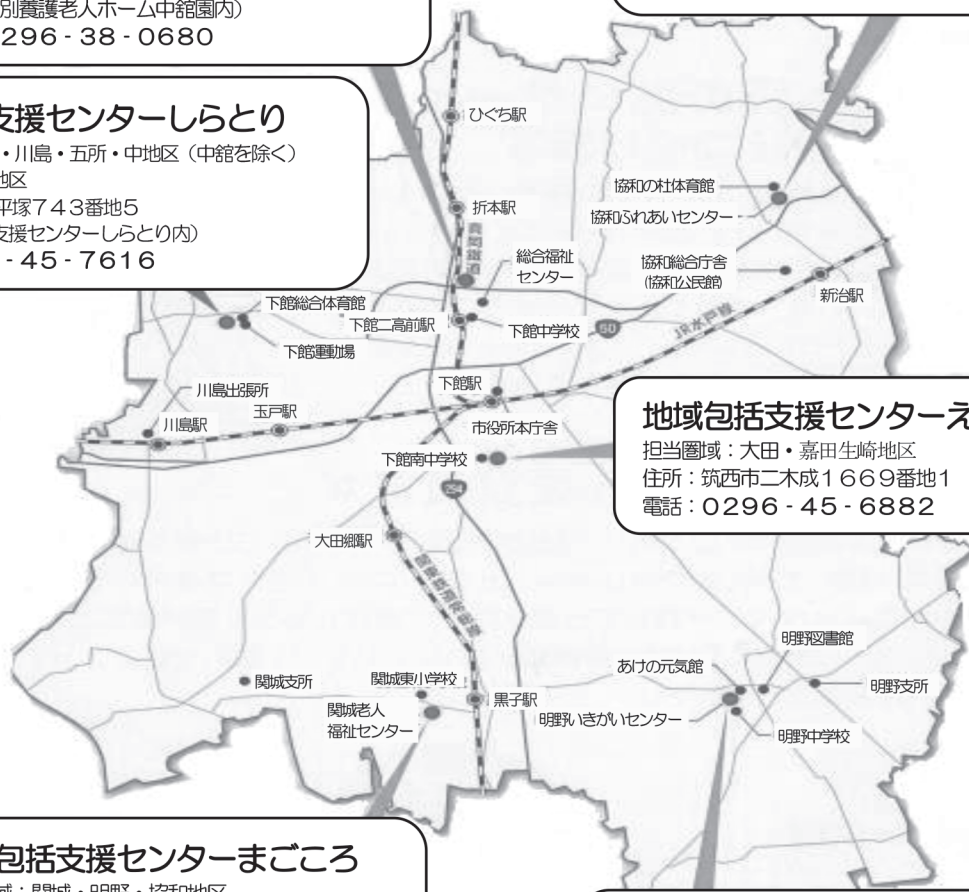 別養護老人ホーム中舘園内）
296-38-0680
支援センターしらとり
・川島・五所・中地区（中舘を除く）
地区
平塚７４３番地5
支援センターしらとり内）
-45-7616
ひぐち駅
折本駅
真岡鐵道
総合福祉
センター
協和の杜体育館
協和ふれあいセンター
協和総合庁舎
(協和公民館)
新治駅
下館総合体育館
下館二高前駅
下館中学校
50
JR水戸線
下館運動場
川島出張所
川島駅
玉戸駅
下館駅
市役所本庁舎
下館南中学校
294
地域包括支援センターえ
担当圏域：大田・嘉田生崎地区
住所：筑西市二木成１６６９番地1
電話：0296-45-6882
大田郷駅
関東鉄道常総線
明野図書館
あけの元気館
関城支所
関城東小学校
明野支所
関城老人
福祉センター
黒子駅
明野いきがいセンター
明野中学校
包括支援センターまごころ
域：関城・明野・協和地区